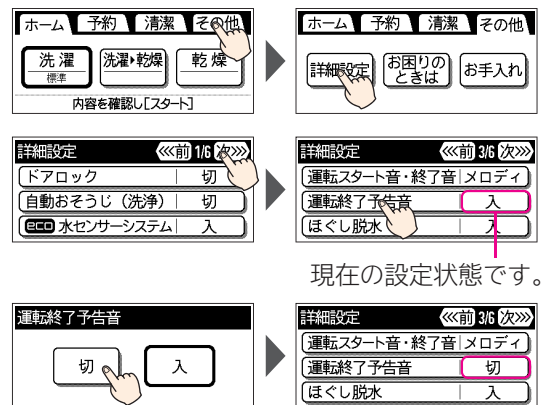 ホーム 予約 清潔 その他
洗濯 標準 洗濯▸乾燥 乾燥
内容を確認し[スタート]
ホーム 予約 清潔 その他
詳細設定 お困りのときは お手入れ
詳細設定 <<<前 1/6 次>>>
ドアロック 切
自動おそうじ(洗浄) 切
eco 水センサーシステム 入
詳細設定 <<<前 3/6 次>>>
運転スタート音・終了音 メロディ
運転終了予告音 入
ほぐし脱水 入
現在の設定状態です。
運転終了予告音
切 入
詳細設定 <<<前 3/6 次>>>
運転スタート音・終了音 メロディ
運転終了予告音 切
ほぐし脱水 入